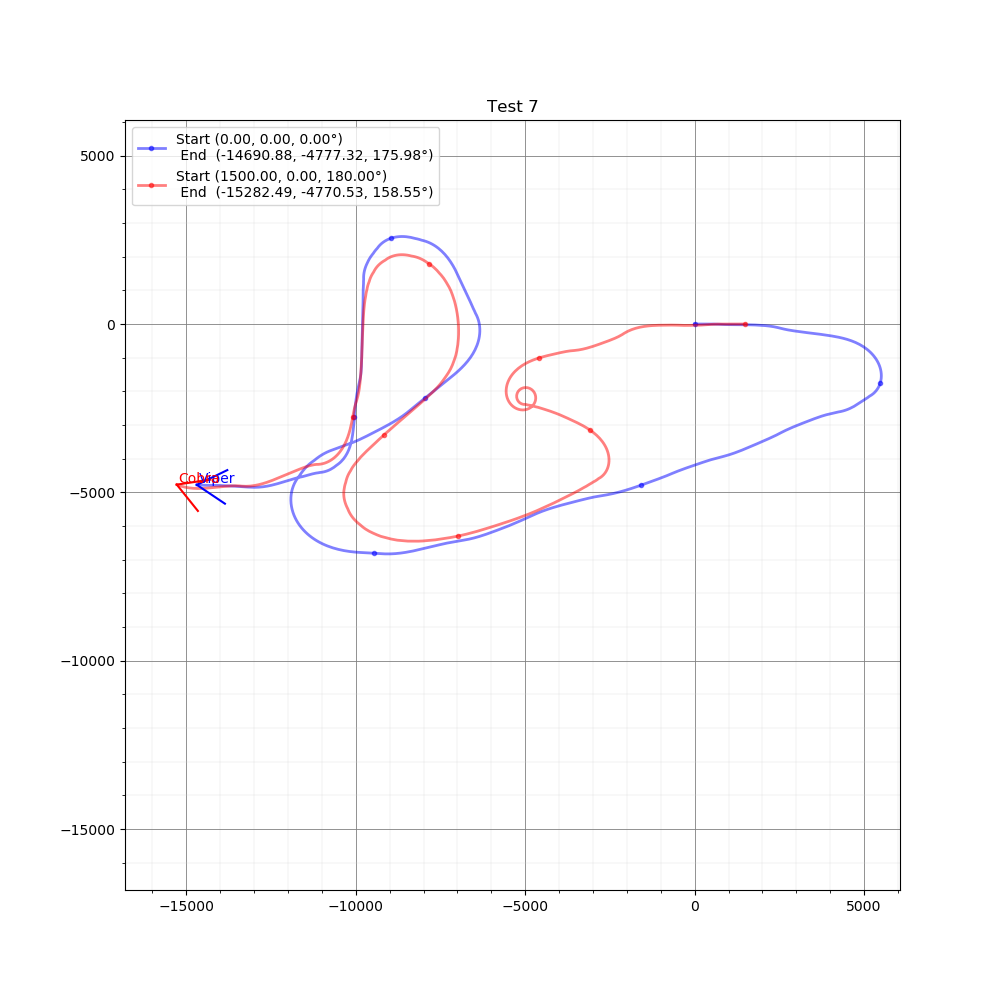 Test 7
Start (0.00, 0.00, 0.00°)
End (-14690.88, -4777.32, 175.98°)
Start (1500.00, 0.00, 180.00°)
End (-15282.49, -4770.53, 158.55°)
5000
0
−5000
−10000
−15000
Viper
−15000
−10000
−5000
0
5000